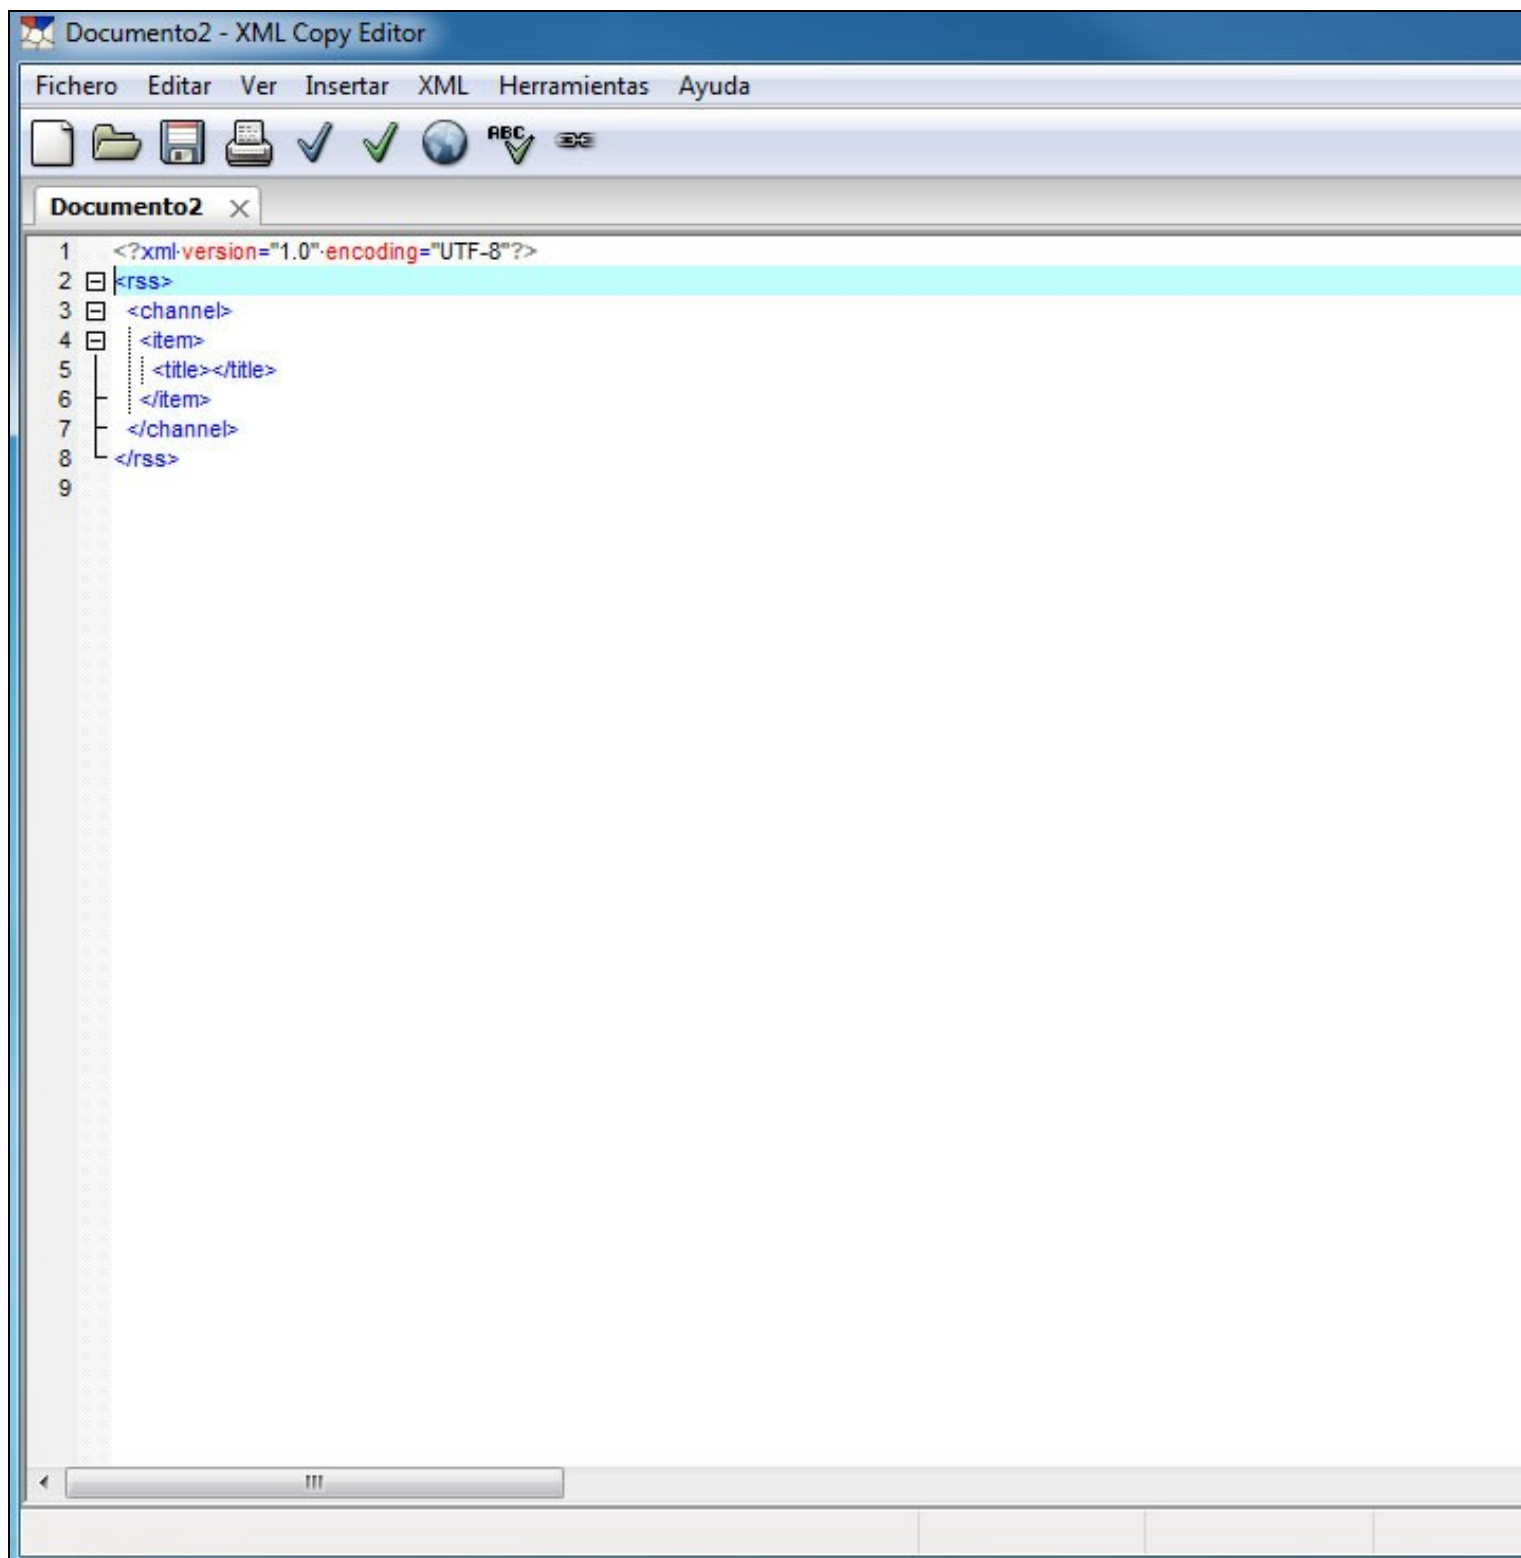 Documento2 - XML Copy Editor
Fichero Editar Ver Insertar XML Herramientas Ayuda
ABC
Documento2
1 <?xml·version="1.0"·encoding="UTF-8"?>
2 <rss>
3 <channel>
4 <item>
5 <title></title>
6 </item>
7 </channel>
8 </rss>
9